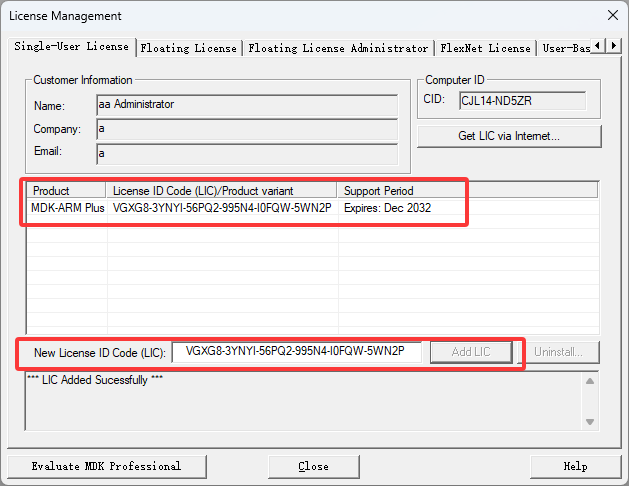 License Management
Single-User License Floating License Floating License Administrator FlexNet License User-Bas
Customer Information
Name: aa Administrator
Company: a
Email: a
Computer ID
CID: CJL14-ND5ZR
Get LIC via Internet...
Product License ID Code (LIC)/Product variant Support Period
MDK-ARM Plus VGXG8-3YNYI-56PQ2-995N4-I0FQW-5WN2P Expires: Dec 2032
New License ID Code (LIC): VGXG8-3YNYI-56PQ2-995N4-I0FQW-5WN2P Add LIC Uninstall...
*** LIC Added Sucessfully ***
Evaluate MDK Professional Close Help